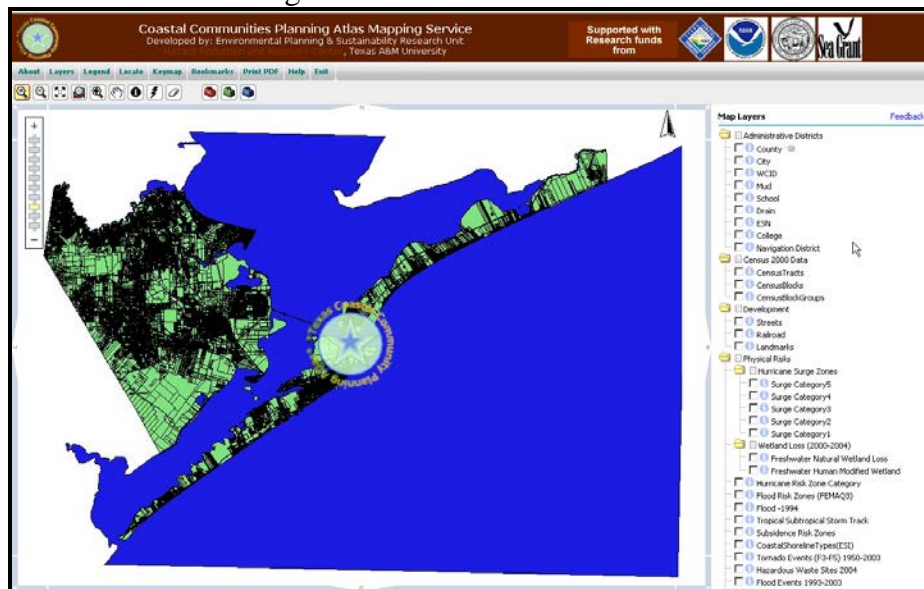 Coastal Communities Planning Atlas Mapping Service
Developed by: Environmental Planning & Sustainability Research Unit
Hazard Reduction and Recovery Center, Texas A&M University
Supported with
Research funds
from
NOAA
Sea Grant
About Layers Legend Locate Keymap Bookmarks Print PDF Help Exit
Map Layers Feedback
Administrative Districts
County
City
WCID
Mud
School
Drain
ESN
College
Navigation District
Census 2000 Data
CensusTracts
CensusBlocks
CensusBlockGroups
Development
Streets
Railroad
Landmarks
Physical Risks
Hurricane Surge Zones
Surge Category5
Surge Category4
Surge Category3
Surge Category2
Surge Category1
Wetland Loss (2000-2004)
Freshwater Natural Wetland Loss
Freshwater Human Modified Wetland
Hurricane Risk Zone Category
Flood Risk Zones (FEMAQ3)
Flood -1994
Tropical Subtropical Storm Track
Subsidence Risk Zones
CoastalShorelineTypes(ESI)
Tornado Events (F3-F5) 1950-2003
Hazardous Waste Sites 2004
Flood Events 1993-2003
Texas Coastal Community Planning Atlas